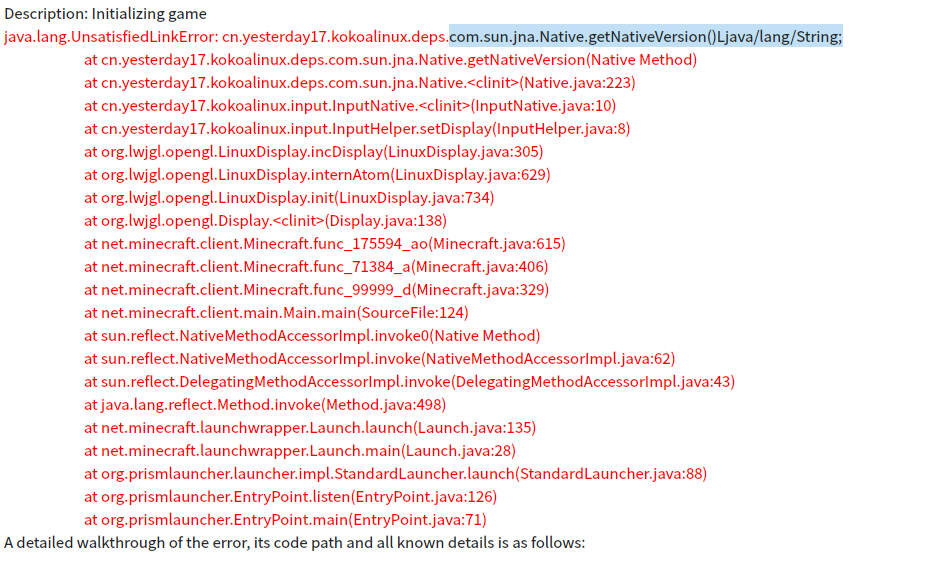 Description: Initializing game
java.lang.UnsatisfiedLinkError: cn.yesterday17.kokoalinux.deps.com.sun.jna.Native.getNativeVersion()Ljava/lang/String;
at cn.yesterday17.kokoalinux.deps.com.sun.jna.Native.getNativeVersion(Native Method)
at cn.yesterday17.kokoalinux.deps.com.sun.jna.Native.<clinit>(Native.java:223)
at cn.yesterday17.kokoalinux.input.InputNative.<clinit>(InputNative.java:10)
at cn.yesterday17.kokoalinux.input.InputHelper.setDisplay(InputHelper.java:8)
at org.lwjgl.opengl.LinuxDisplay.incDisplay(LinuxDisplay.java:305)
at org.lwjgl.opengl.LinuxDisplay.internAtom(LinuxDisplay.java:629)
at org.lwjgl.opengl.LinuxDisplay.init(LinuxDisplay.java:734)
at org.lwjgl.opengl.Display.<clinit>(Display.java:138)
at net.minecraft.client.Minecraft.func_175594_ao(Minecraft.java:615)
at net.minecraft.client.Minecraft.func_71384_a(Minecraft.java:406)
at net.minecraft.client.Minecraft.func_99999_d(Minecraft.java:329)
at net.minecraft.client.main.Main.main(SourceFile:124)
at sun.reflect.NativeMethodAccessorImpl.invoke0(Native Method)
at sun.reflect.NativeMethodAccessorImpl.invoke(NativeMethodAccessorImpl.java:62)
at sun.reflect.DelegatingMethodAccessorImpl.invoke(DelegatingMethodAccessorImpl.java:43)
at java.lang.reflect.Method.invoke(Method.java:498)
at net.minecraft.launchwrapper.Launch.launch(Launch.java:135)
at net.minecraft.launchwrapper.Launch.main(Launch.java:28)
at org.prismlauncher.launcher.impl.StandardLauncher.launch(StandardLauncher.java:88)
at org.prismlauncher.EntryPoint.listen(EntryPoint.java:126)
at org.prismlauncher.EntryPoint.main(EntryPoint.java:71)
A detailed walkthrough of the error, its code path and all known details is as follows: